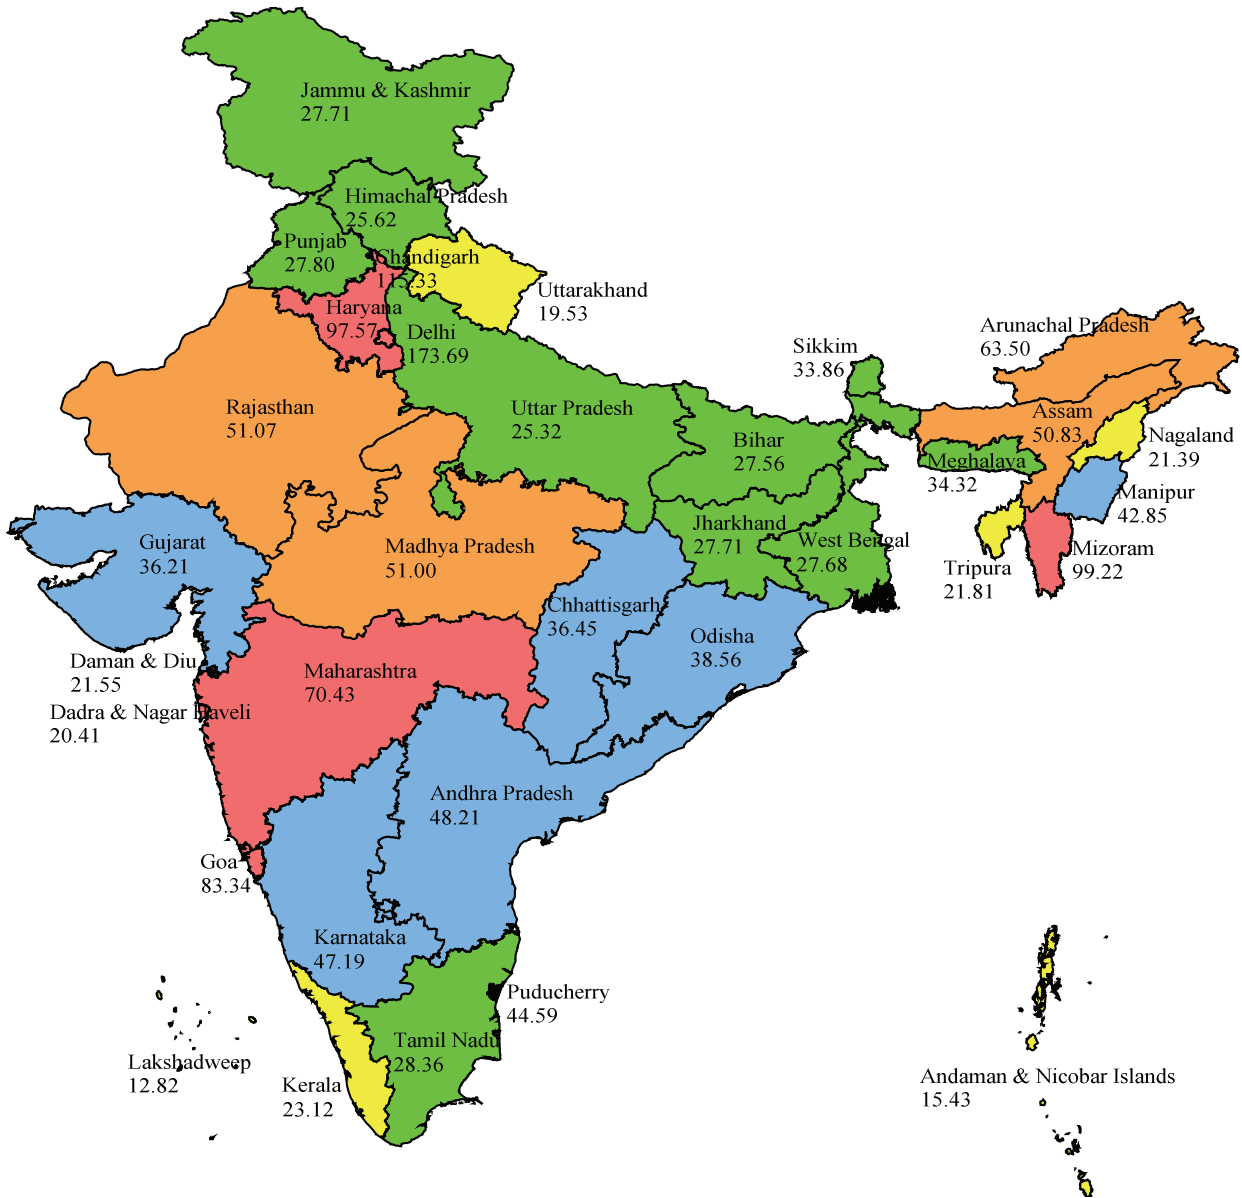 Jammu & Kashmir
27.71
Himachal Pradesh
25.62
Punjab
27.80
Chandigarh
115.33
Uttarakhand
19.53
Haryana
97.57
Delhi
173.69
Arunachal Pradesh
63.50
Sikkim
33.86
Rajasthan
51.07
Uttar Pradesh
25.32
Bihar
27.56
Assam
50.83
Nagaland
21.39
Meghalaya
34.32
Manipur
42.85
Gujarat
36.21
Madhya Pradesh
51.00
Jharkhand
27.71
West Bengal
27.68
Tripura
21.81
Mizoram
99.22
Chhattisgarh
36.45
Odisha
38.56
Daman & Diu
21.55
Maharashtra
70.43
Dadra & Nagar Haveli
20.41
Andhra Pradesh
48.21
Goa
83.34
Karnataka
47.19
Puducherry
44.59
Tamil Nadu
28.36
Lakshadweep
12.82
Kerala
23.12
Andaman & Nicobar Islands
15.43